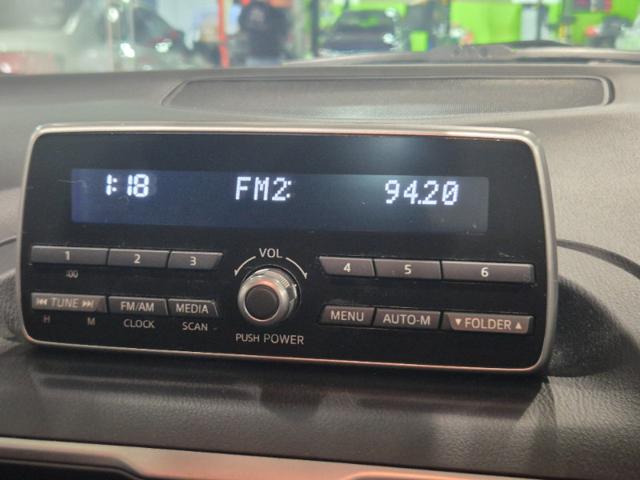 1:18 FM2 94.20
1 2 3 VOL 4 5 6
:00
⏮ TUNE ⏭ FM/AM MEDIA MENU AUTO-M ▼ FOLDER ▲
H M CLOCK SCAN PUSH POWER